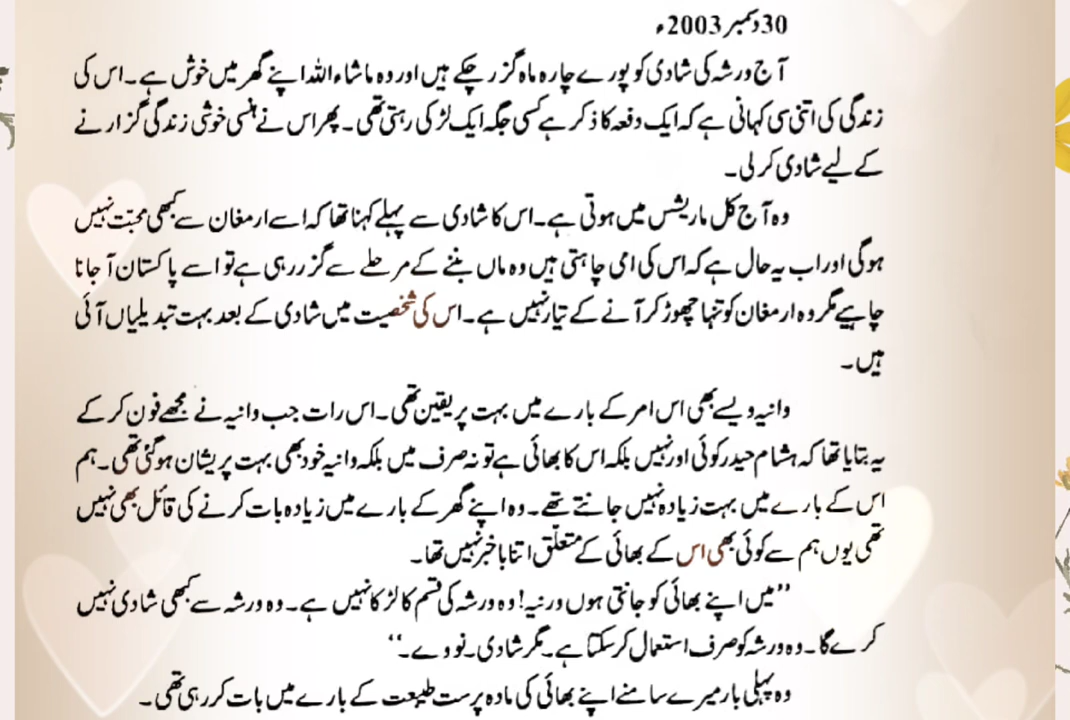 30 دسمبر 2003ء
آج ورشہ کی شادی کو پورے چارہ ماہ گزر چکے ہیں اور وہ ماشاء اللہ اپنے گھر میں خوش ہے۔ اس کی
زندگی کی اتنی سی کہانی ہے کہ ایک دفعہ کا ذکر ہے کسی جگہ ایک لڑکی رہتی تھی۔ پھر اس نے ہنسی خوشی زندگی گزارنے
کے لیے شادی کر لی۔
وہ آج کل ماریشس میں ہوتی ہے۔ اس کا شادی سے پہلے کہنا تھا کہ اسے ارمغان سے کبھی محبّت نہیں
ہوگی اور اب یہ حال ہے کہ اس کی امی چاہتی ہیں وہ ماں بننے کے مرحلے سے گزر رہی ہے تو اسے پاکستان آ جانا
چاہیے مگر وہ ارمغان کو تنہا چھوڑ کر آنے کے تیار نہیں ہے۔ اس کی شخصیت میں شادی کے بعد بہت تبدیلیاں آئی
ہیں۔
وانیہ ویسے بھی اس امر کے بارے میں بہت پریقین تھی۔ اس رات جب وانیہ نے مجھے فون کر کے
یہ بتایا تھا کہ ہشام حیدر کوئی اور نہیں بلکہ اس کا بھائی ہے تو نہ صرف میں بلکہ وانیہ خود بھی بہت پریشان ہوگئی تھی۔ ہم
اس کے بارے میں بہت زیادہ نہیں جانتے تھے۔ وہ اپنے گھر کے بارے میں زیادہ بات کرنے کی قائل بھی نہیں
تھی یوں ہم سے کوئی بھی اس کے بھائی کے متعلّق اتنا باخبر نہیں تھا۔
’’میں اپنے بھائی کو جانتی ہوں ورنیہ! وہ ورشہ کی قسم کا لڑکا نہیں ہے۔ وہ ورشہ سے کبھی شادی نہیں
کرے گا۔ وہ ورشہ کو صرف استعمال کر سکتا ہے۔ مگر شادی۔ نو وے۔‘‘
وہ پہلی بار میرے سامنے اپنے بھائی کی مادہ پرست طبیعت کے بارے میں بات کر رہی تھی۔